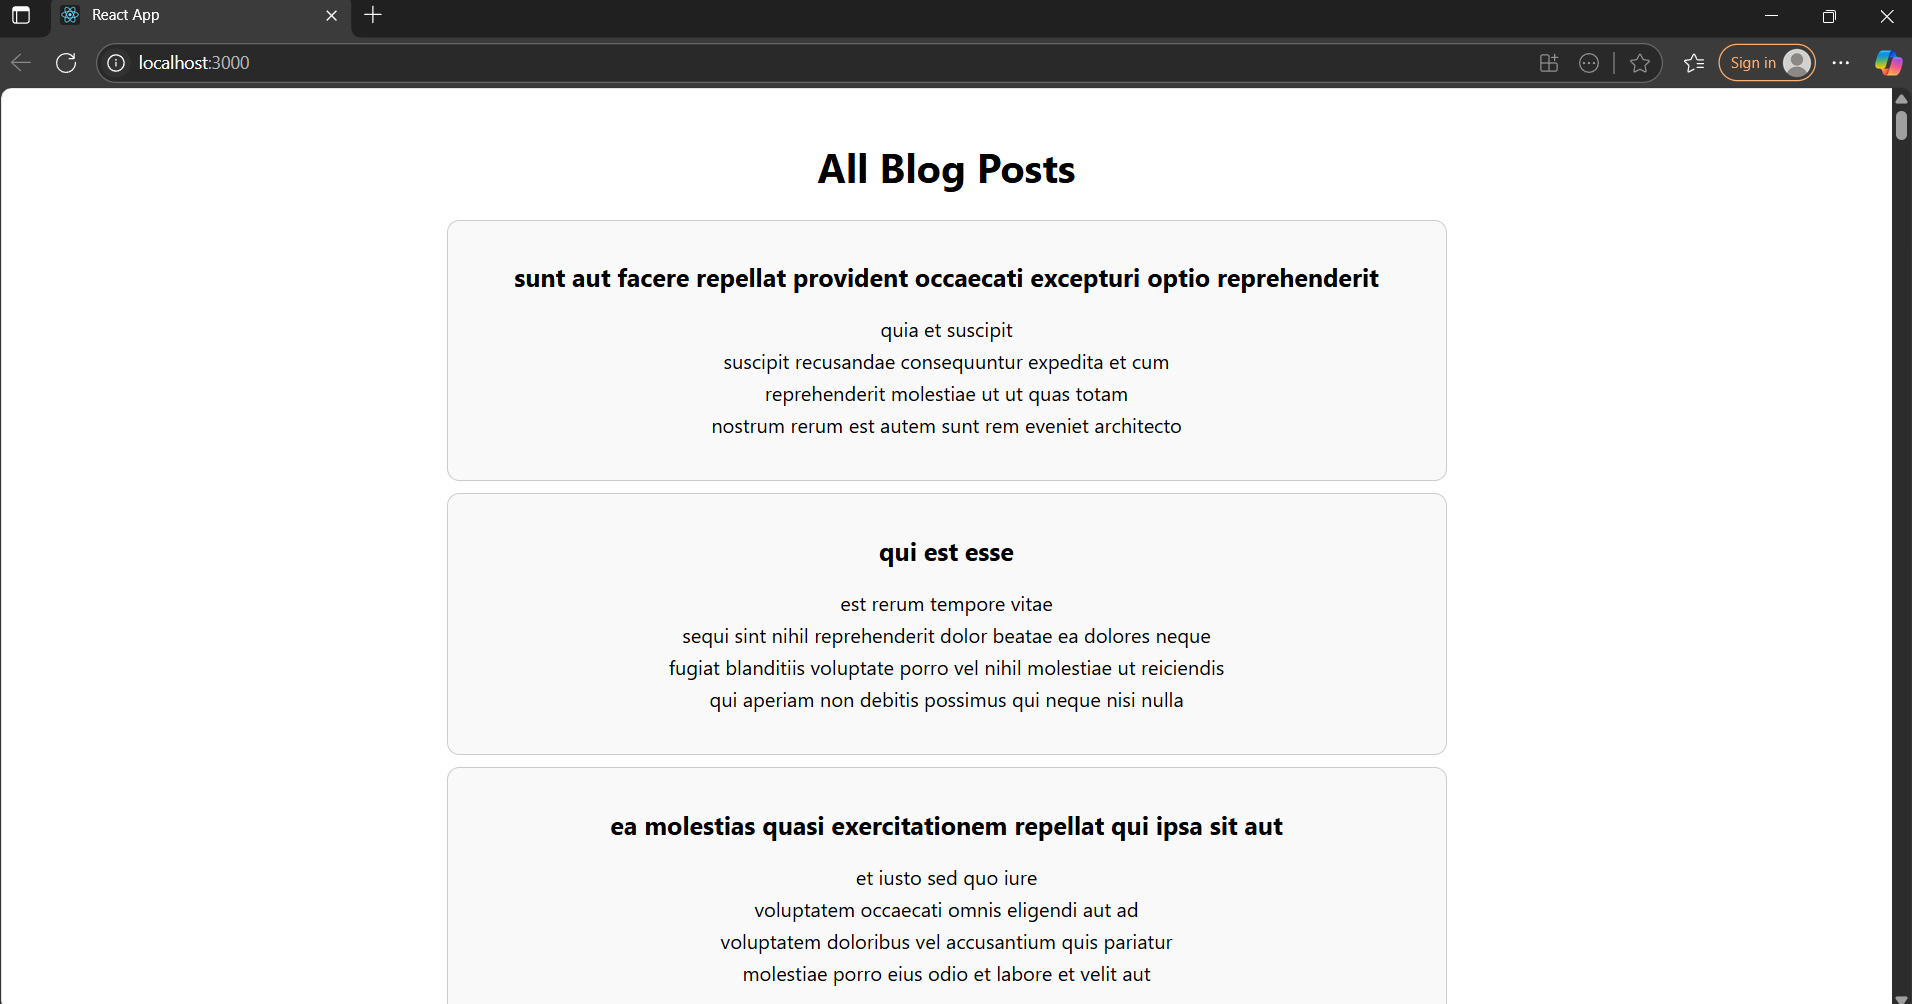 React App
localhost:3000
Sign in
All Blog Posts
sunt aut facere repellat provident occaecati excepturi optio reprehenderit
quia et suscipit
suscipit recusandae consequuntur expedita et cum
reprehenderit molestiae ut ut quas totam
nostrum rerum est autem sunt rem eveniet architecto
qui est esse
est rerum tempore vitae
sequi sint nihil reprehenderit dolor beatae ea dolores neque
fugiat blanditiis voluptate porro vel nihil molestiae ut reiciendis
qui aperiam non debitis possimus qui neque nisi nulla
ea molestias quasi exercitationem repellat qui ipsa sit aut
et iusto sed quo iure
voluptatem occaecati omnis eligendi aut ad
voluptatem doloribus vel accusantium quis pariatur
molestiae porro eius odio et labore et velit aut